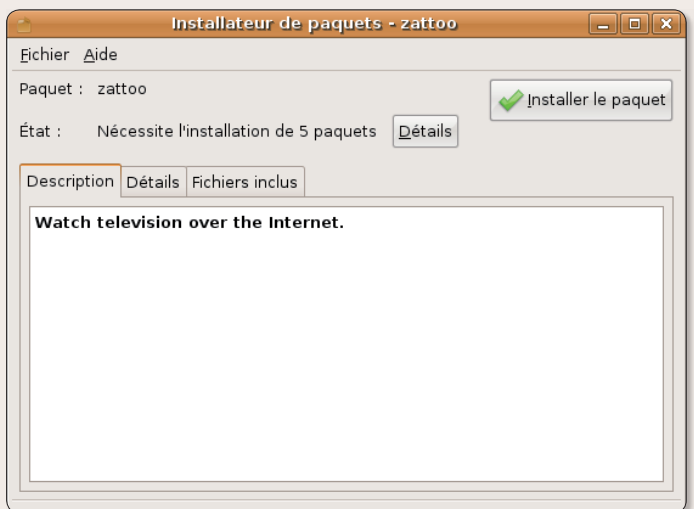 Installateur de paquets - zattoo
Fichier Aide
Paquet : zattoo
Installer le paquet
État : Nécessite l'installation de 5 paquets Détails
Description Détails Fichiers inclus
Watch television over the Internet.